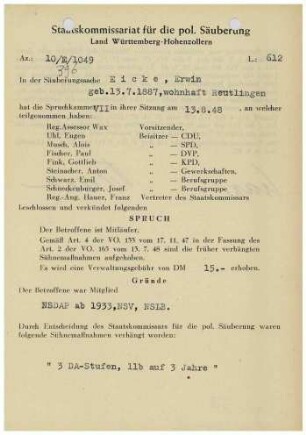 Staatskommissariat für die pol. Säuberung
Land Württemberg-Hohenzollern
Az.: 10/R/1049 L.: 612
In der Säuberungssache E i c k e , Erwin
geb.13.7.1887,wohnhaft Reutlingen
hat die Spruchkammer VII in ihrer Sitzung am 13.8.48 , an welcher
teilgenommen haben:
Reg.Assessor Wax Vorsitzender,
Uhl, Eugen Beisitzer — CDU,
Musch, Alois „ — SPD,
Fischer, Paul „ — DVP,
Fink, Gottlieb „ — KPD,
Steinacher, Anton „ — Gewerkschaften,
Schwarz, Emil „ — Berufsgruppe
Schrodenbninger, Josef „ — Berufsgruppe
Reg.-Ang. Hauer, Franz Vertreter des Staatskommissars
beschlossen und verkündet folgenden
SPRUCH
Der Betroffene ist Mitläufer.
Gemäß Art. 4 der VO. 133 vom 17. 11. 47 in der Fassung des
Art. 2 der VO. 165 vom 13. 7. 48 sind die früher verhängten
Sühnemaßnahmen aufgehoben.
Es wird eine Verwaltungsgebühr von DM 15.- erhoben.
Gründe
Der Betroffene war Mitglied
NSDAP ab 1933,NSV, NSLB.
Durch Entscheidung des Staatskommissars für die pol. Säuberung waren
folgende Sühnemaßnahmen verhängt worden:
" 3 DA-Stufen, 11b auf 3 Jahre "